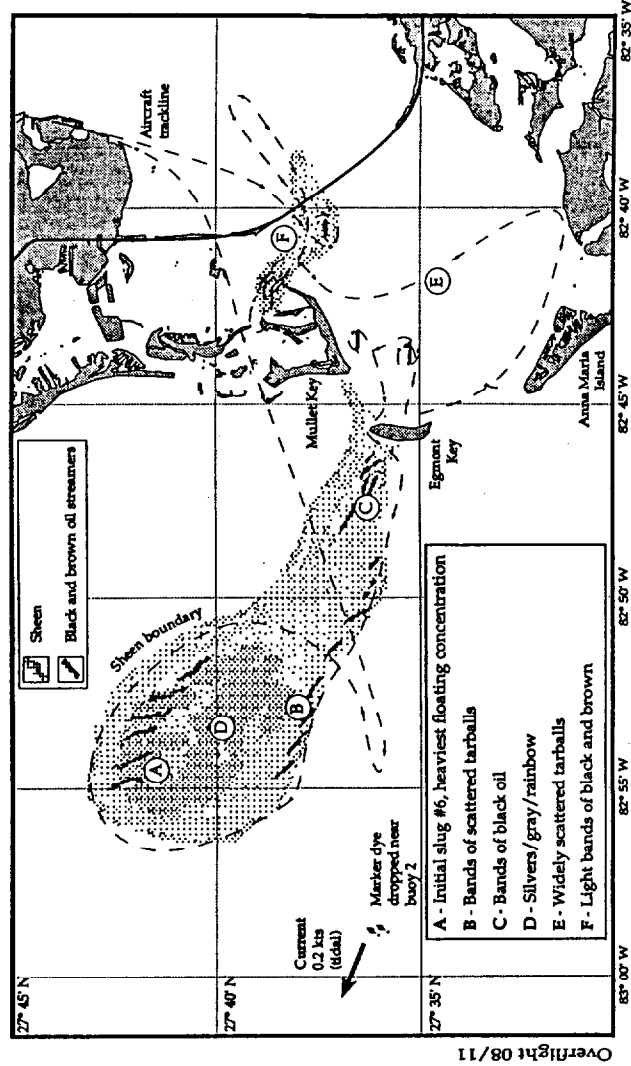 Overflight 08/11
27° 45' N
27° 40' N
27° 35' N
Sheen
Black and brown oil streamers
Sheen boundary
Aircraft
trackline
Mullet Key
Egmont
Key
Anna Maria
Island
A
D
B
C
F
E
Current
0.2 kts
(tidal)
Marker dye
dropped near
buoy 2
A - Initial slug #6, heaviest floating concentration
B - Bands of scattered tarballs
C - Bands of black oil
D - Silvers/gray/rainbow
E - Widely scattered tarballs
F - Light bands of black and brown
83° 00' W
82° 55' W
82° 50' W
82° 45' W
82° 40' W
82° 35' W